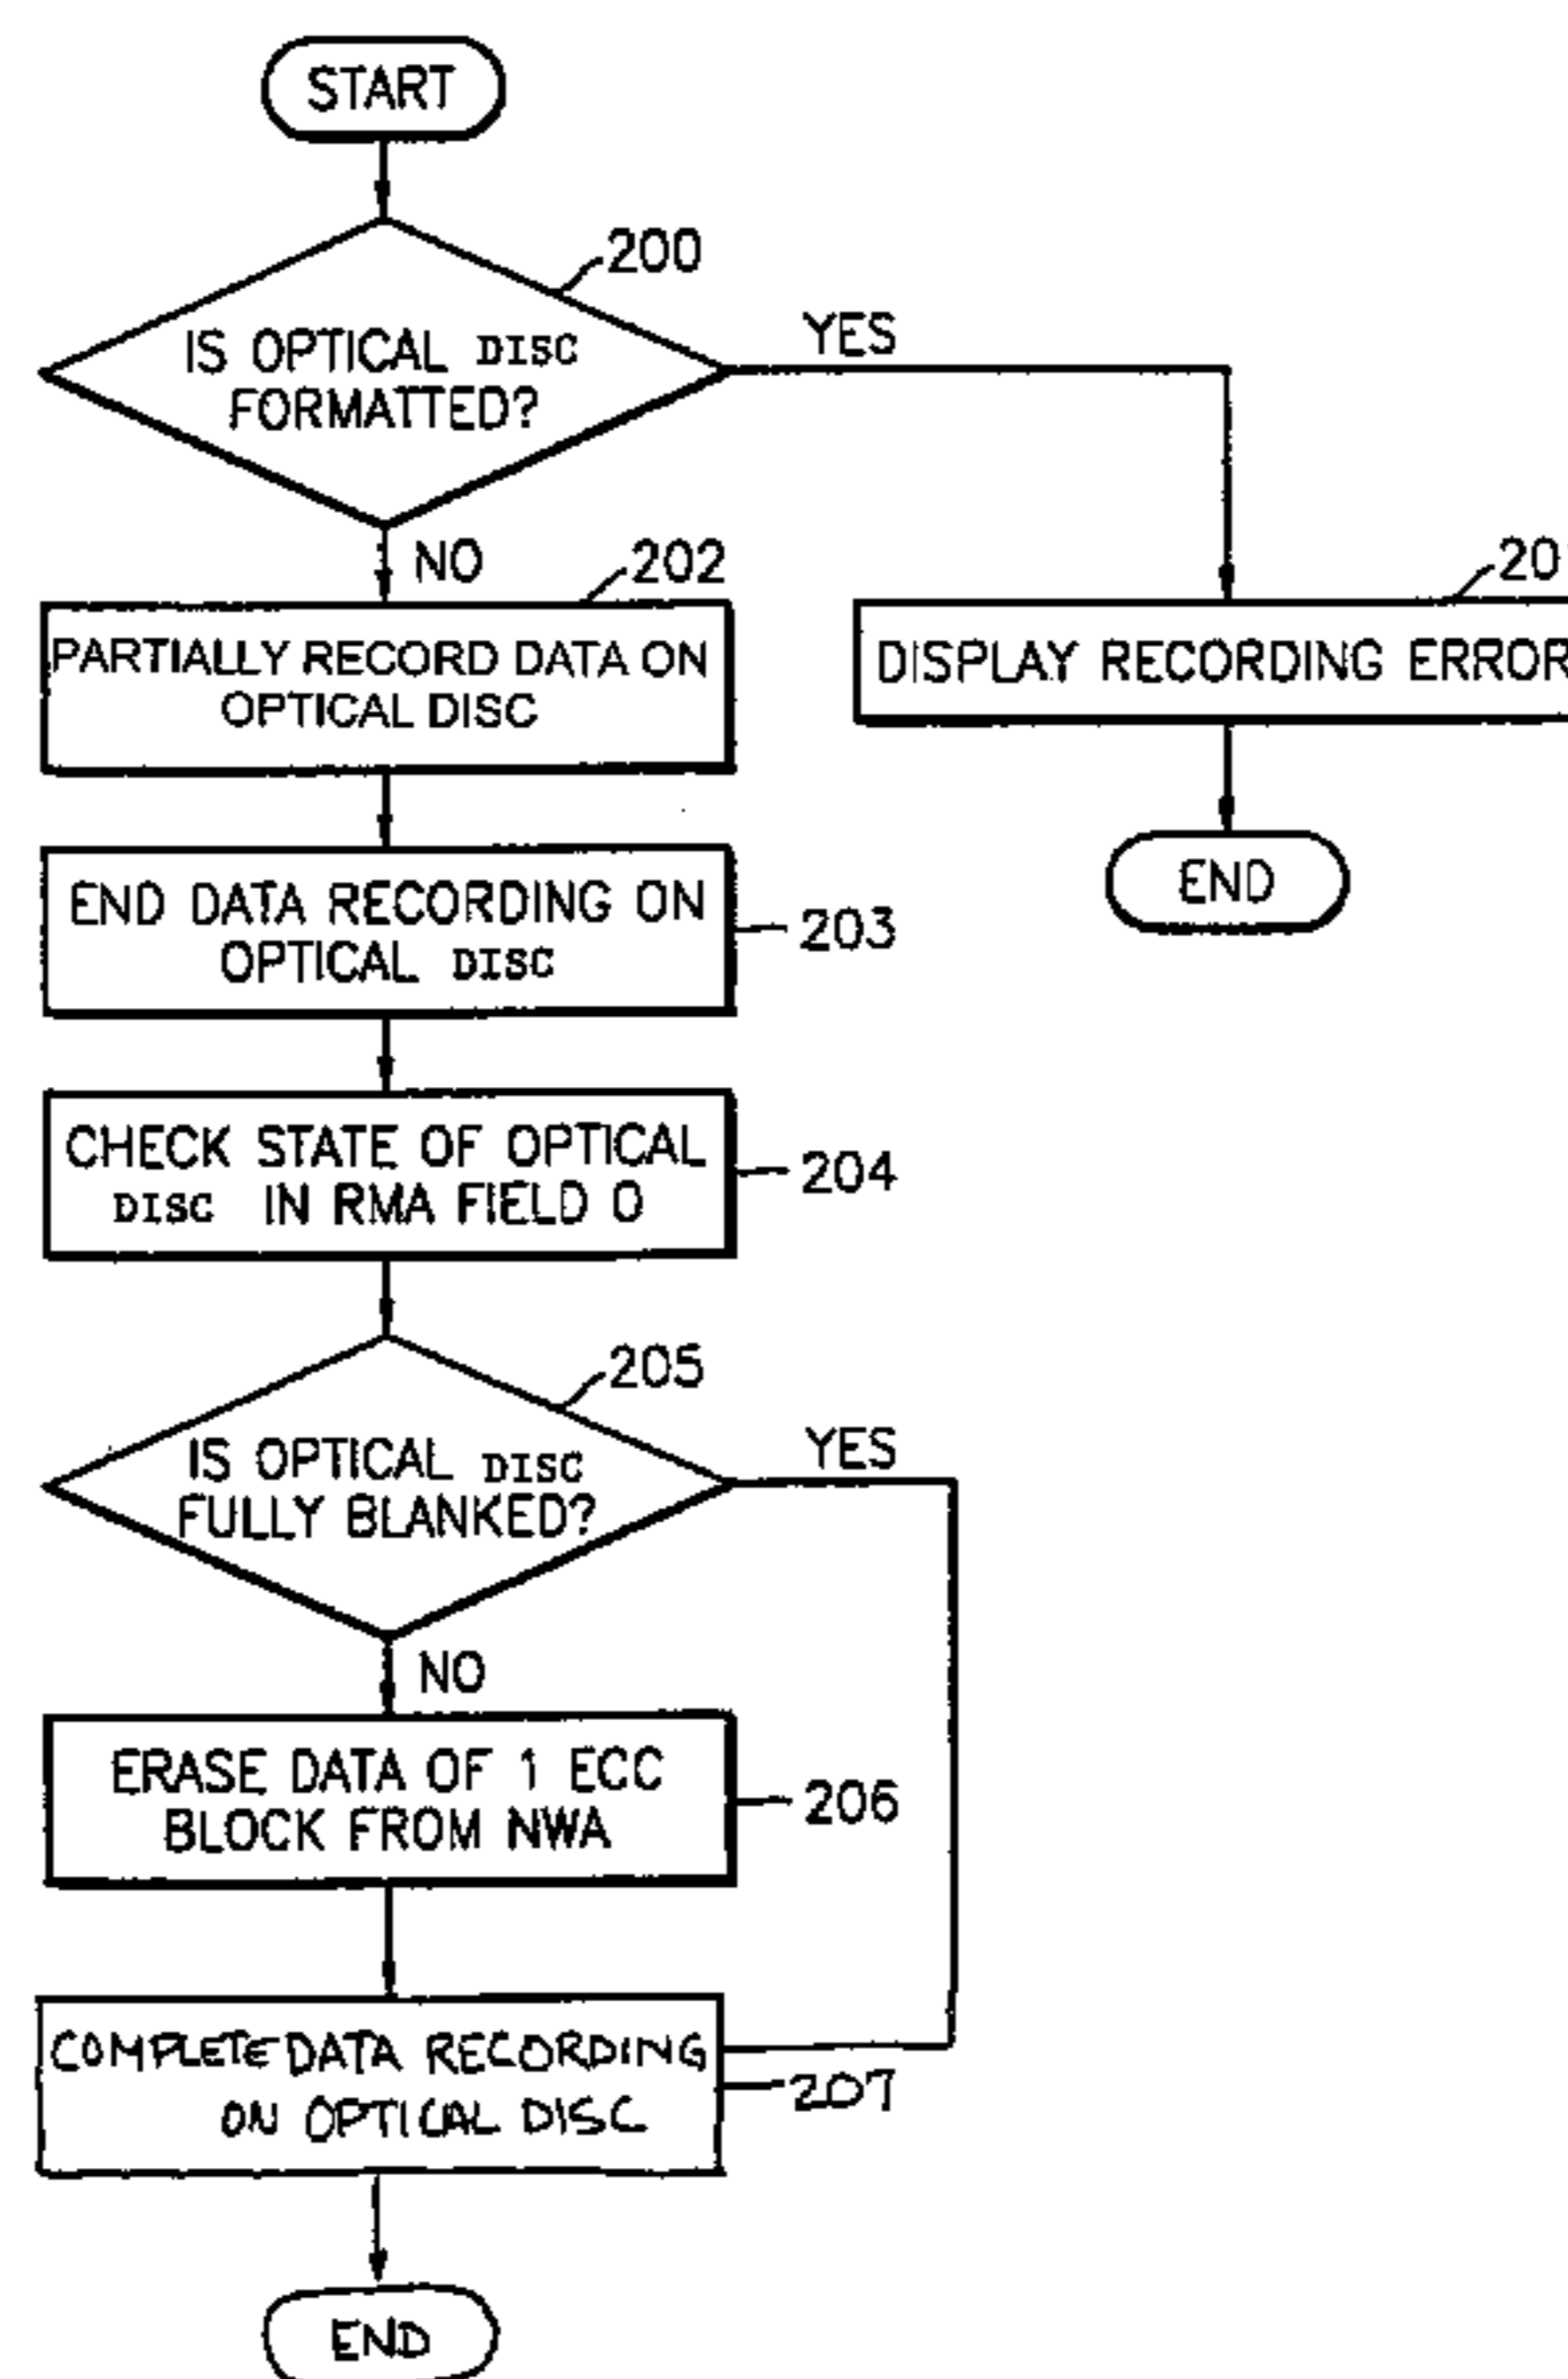 START
200
IS OPTICAL DISC
FORMATTED?
YES
NO
202
PARTIALLY RECORD DATA ON
OPTICAL DISC
20
DISPLAY RECORDING ERROR
END
END DATA RECORDING ON
OPTICAL DISC
203
CHECK STATE OF OPTICAL
DISC IN RMA FIELD 0
204
205
IS OPTICAL DISC
FULLY BLANKED?
YES
NO
ERASE DATA OF 1 ECC
BLOCK FROM NWA
206
COMPLETE DATA RECORDING
ON OPTICAL DISC
207
END